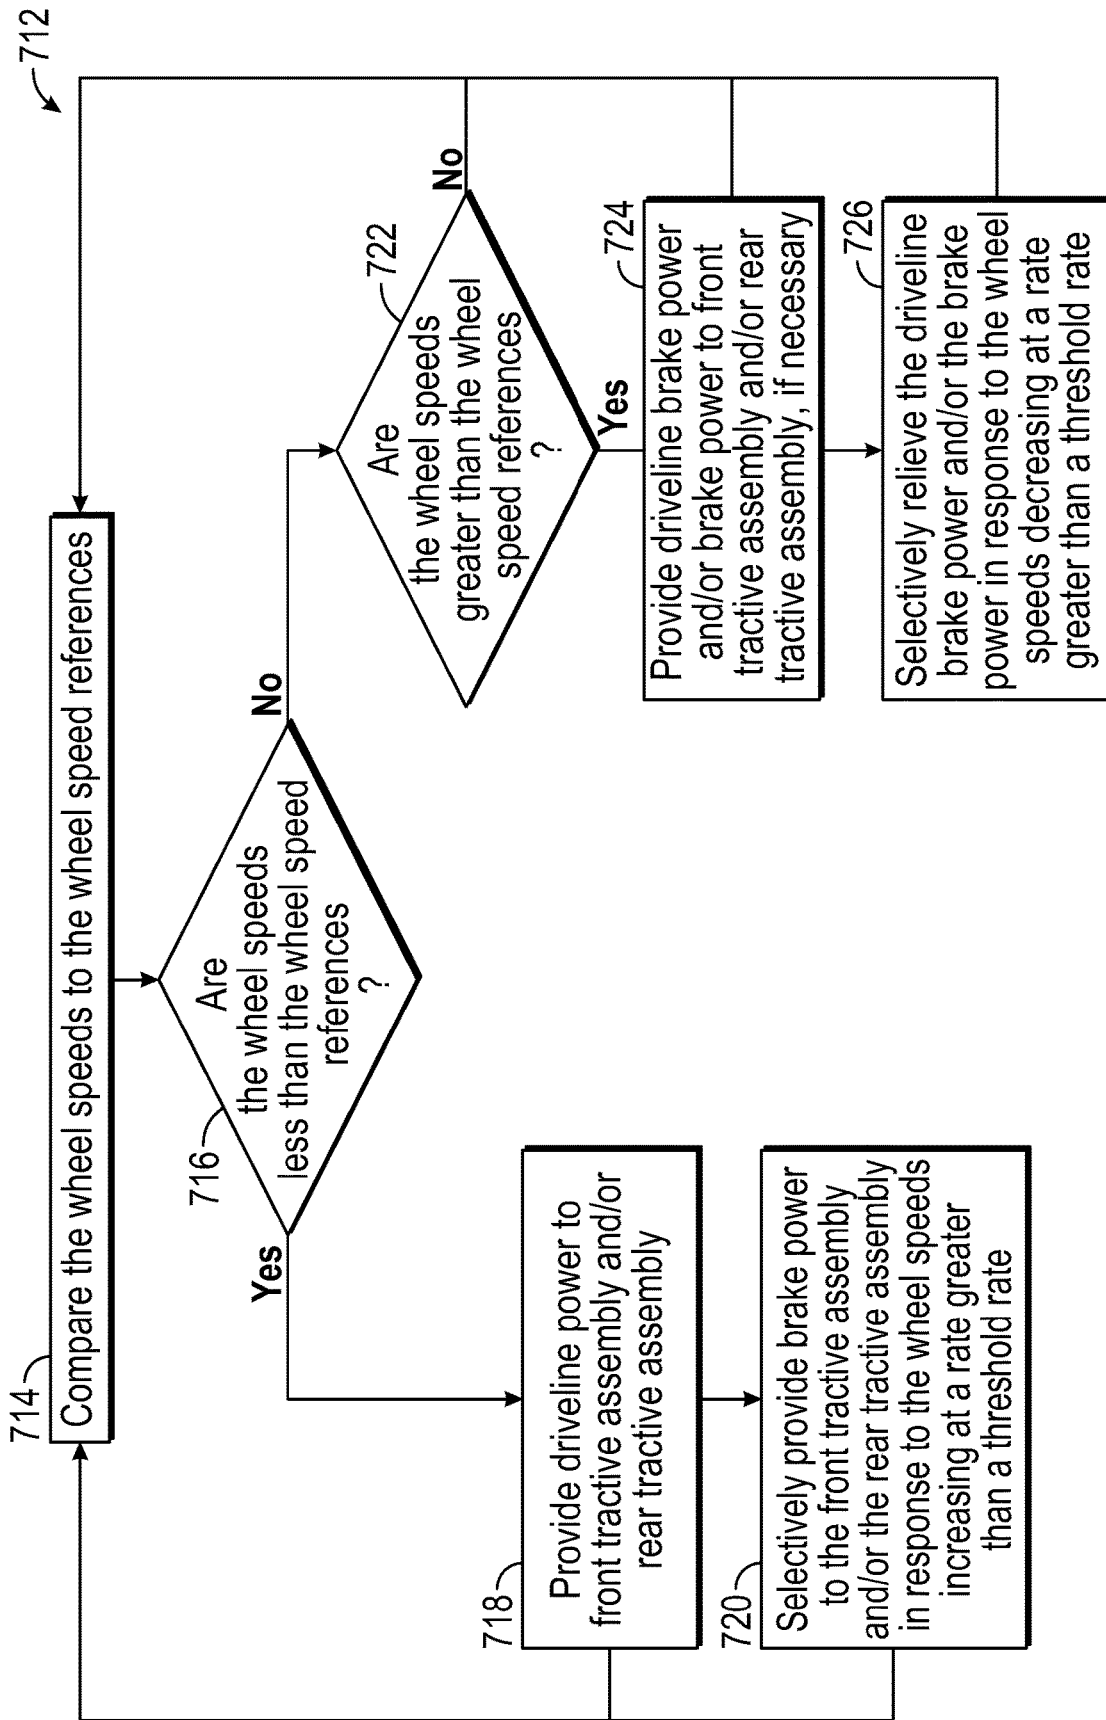 712
714
Compare the wheel speeds to the wheel speed references
716
Are
the wheel speeds
less than the wheel speed
references
?
Yes
No
718
Provide driveline power to
front tractive assembly and/or
rear tractive assembly
720
Selectively provide brake power
to the front tractive assembly
and/or the rear tractive assembly
in response to the wheel speeds
increasing at a rate greater
than a threshold rate
722
Are
the wheel speeds
greater than the wheel
speed references
?
No
Yes
724
Provide driveline brake power
and/or brake power to front
tractive assembly and/or rear
tractive assembly, if necessary
726
Selectively relieve the driveline
brake power and/or the brake
power in response to the wheel
speeds decreasing at a rate
greater than a threshold rate